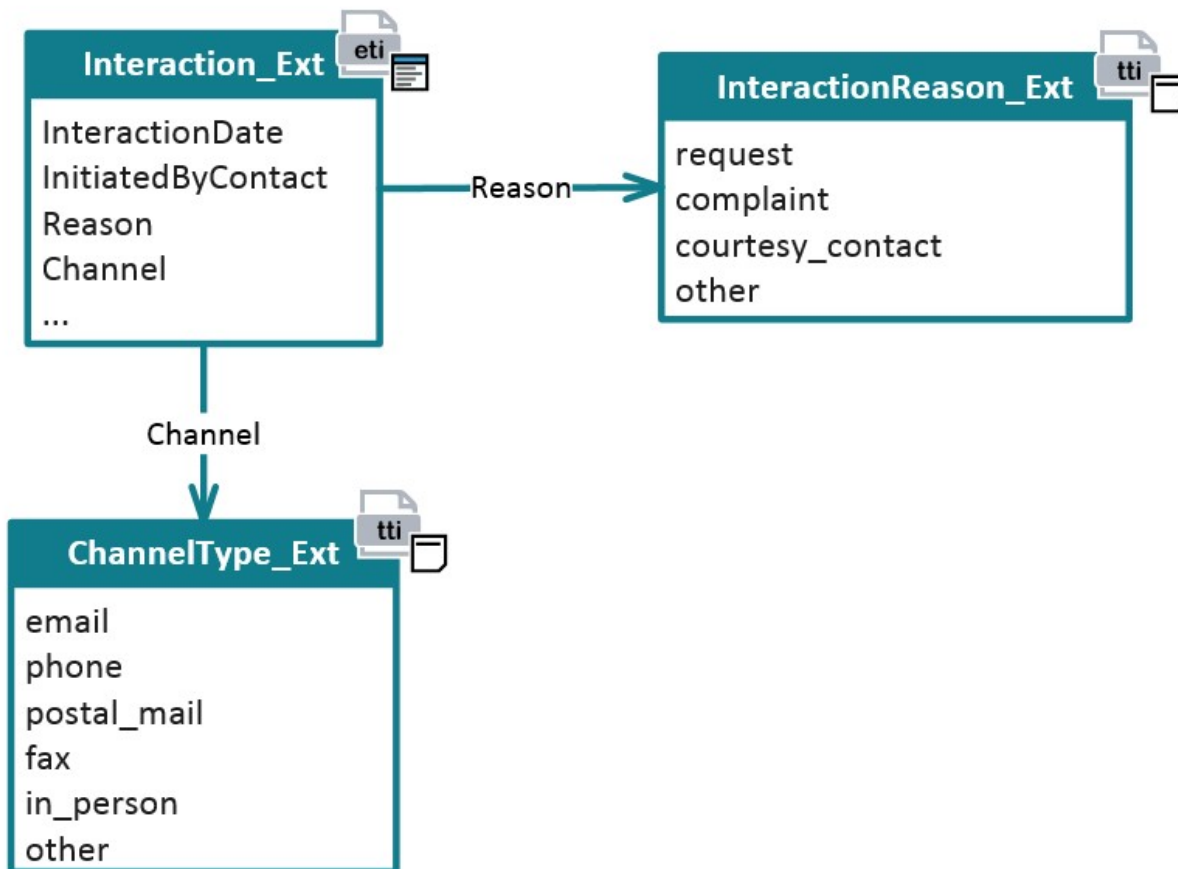 Interaction_Ext
eti
InteractionDate
InitiatedByContact
Reason
Channel
...
Reason
InteractionReason_Ext
tti
request
complaint
courtesy_contact
other
Channel
ChannelType_Ext
tti
email
phone
postal_mail
fax
in_person
other